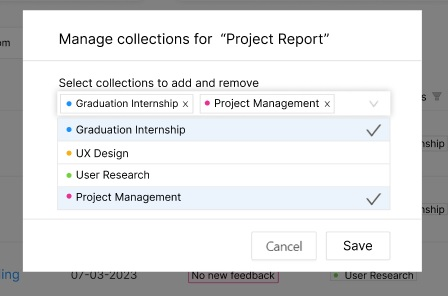 Manage collections for “Project Report”
am
Select collections to add and remove
Graduation Internship x Project Management x
s
Graduation Internship
UX Design
nship
User Research
Project Management
nship
Cancel Save
ing 07-03-2023 No new feedback User Research